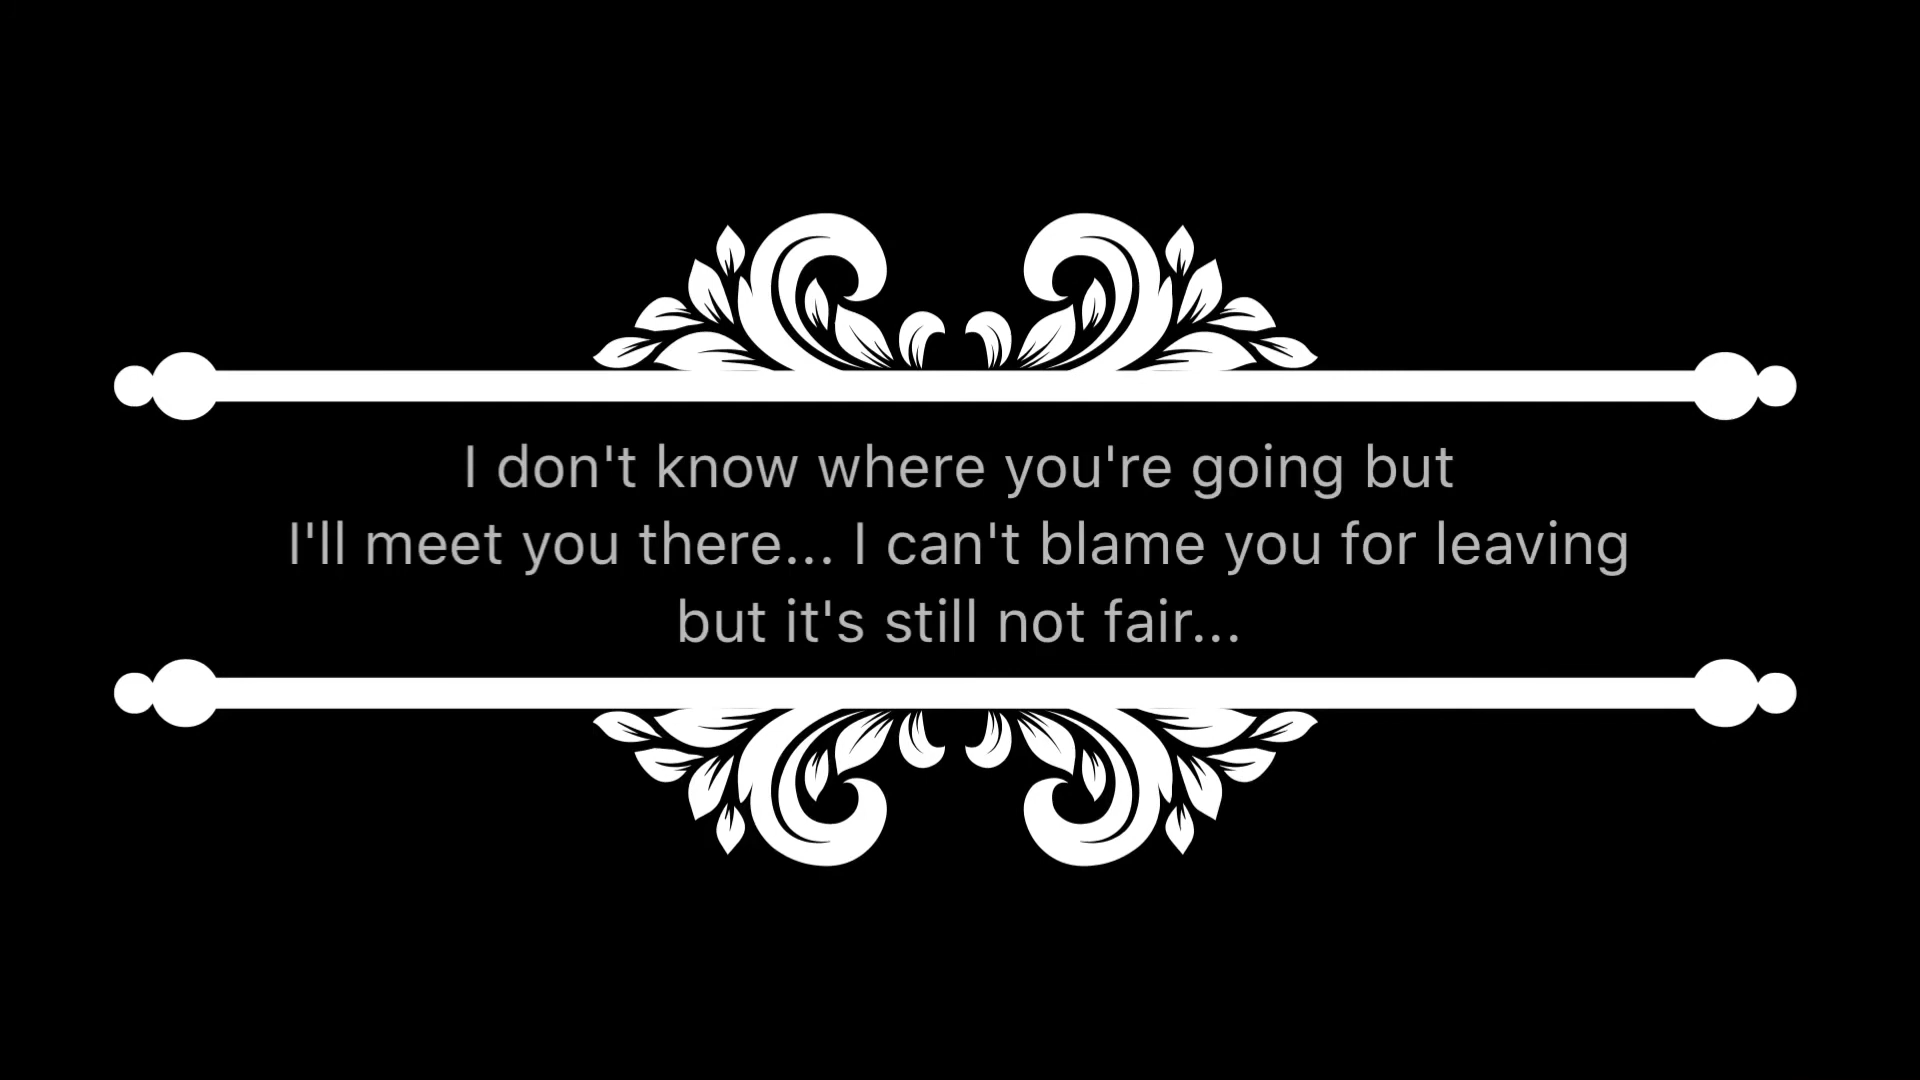 I don't know where you're going but
I'll meet you there... I can't blame you for leaving
but it's still not fair...